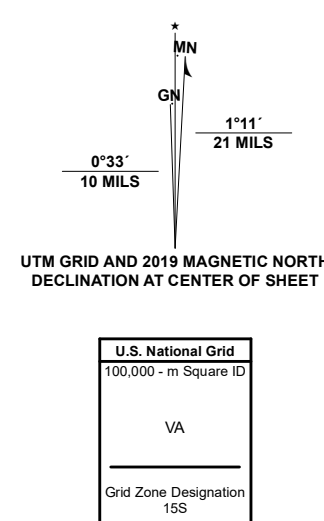 MN
GN
1°11´
21 MILS
0°33´
10 MILS
UTM GRID AND 2019 MAGNETIC NORTH
DECLINATION AT CENTER OF SHEET
U.S. National Grid
100,000 - m Square ID
VA
Grid Zone Designation
15S